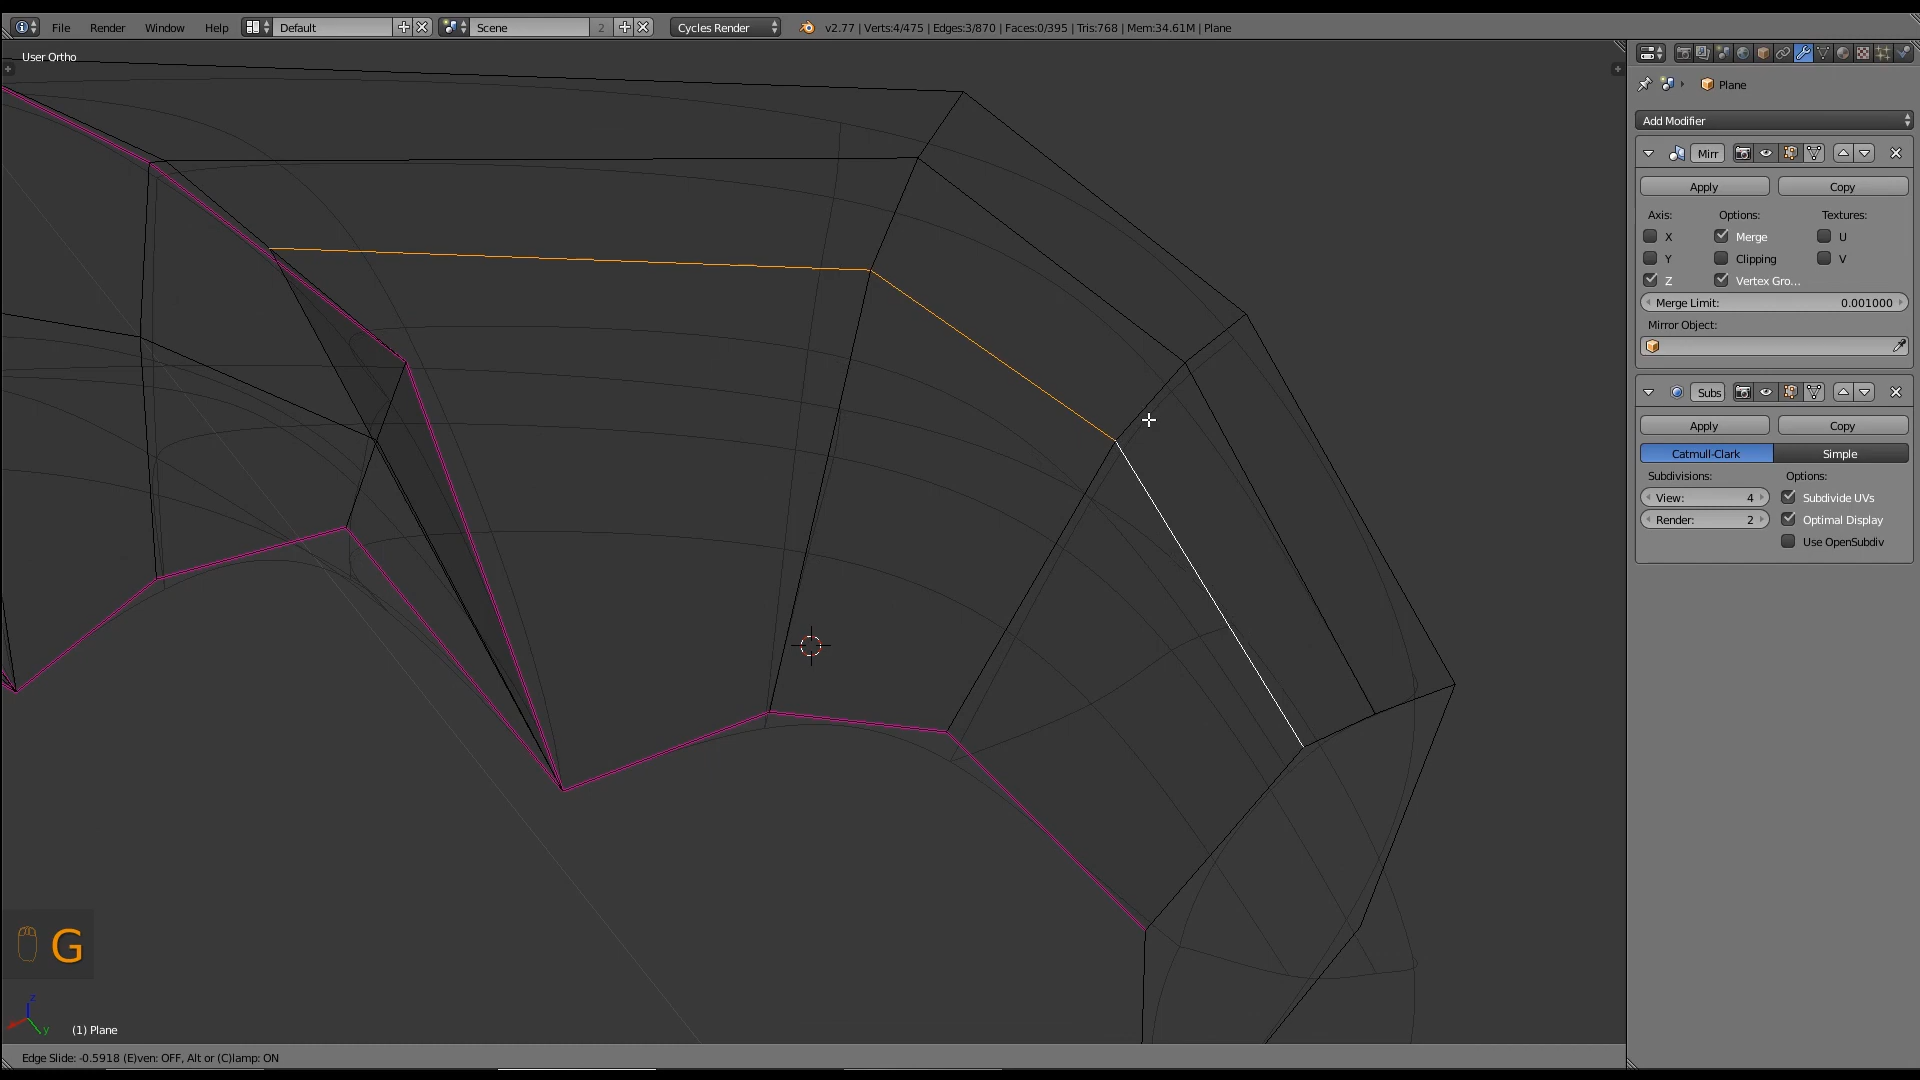 File Render Window Help Default Scene 2 Cycles Render v2.77 | Verts:4/475 | Edges:3/870 | Faces:0/395 | Tris:768 | Mem:34.61M | Plane
User Ortho
Plane
Add Modifier
Mirr
Apply Copy
Axis: Options: Textures:
X Merge U
Y Clipping V
Z Vertex Gro...
Merge Limit: 0.001000
Mirror Object:
Subs
Apply Copy
Catmull-Clark Simple
Subdivisions: Options:
View: 4 Subdivide UVs
Render: 2 Optimal Display
Use OpenSubdiv
G
z
y
(1) Plane
Edge Slide: -0.5918 (E)ven: OFF, Alt or (C)lamp: ON